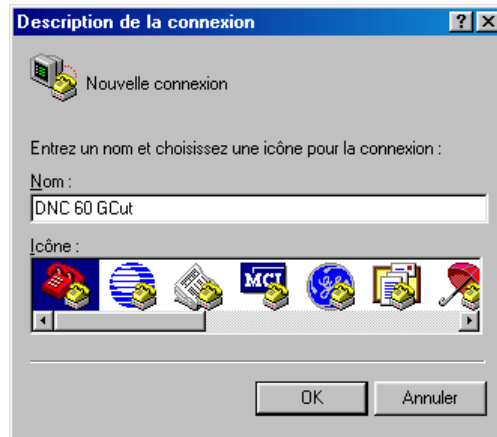 Description de la connexion
Nouvelle connexion
Entrez un nom et choisissez une icône pour la connexion :
Nom :
DNC 60 GCut
Icône :
MCI
OK Annuler